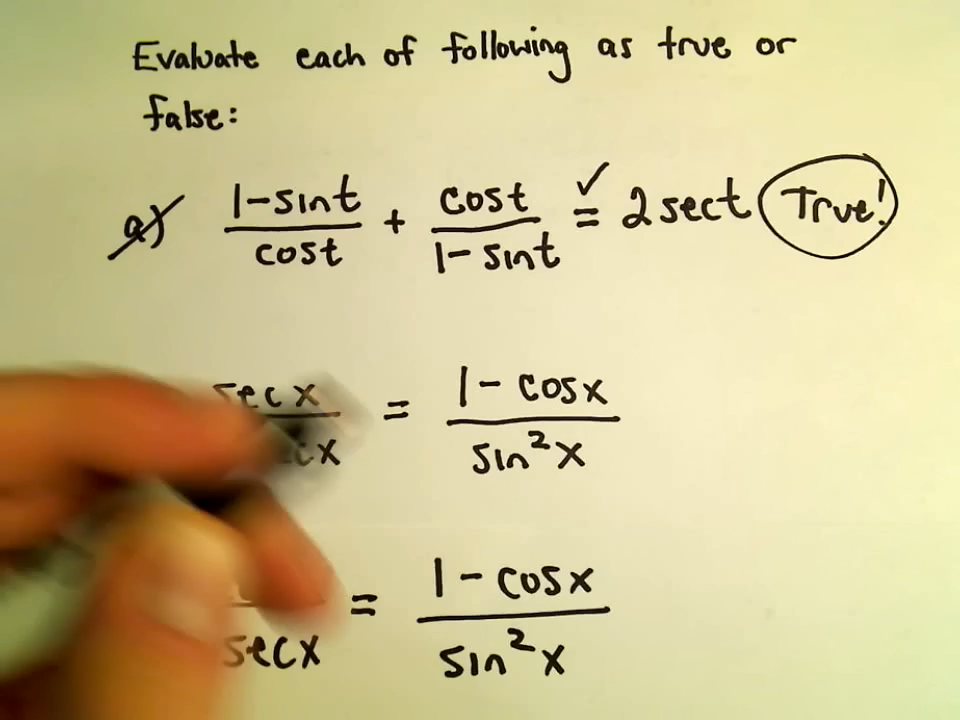 Evaluate each of following as true or
false:
a) (1-sint)/(cost) + (cost)/(1-sint) = ✓ 2sect True!
sec x = (1-cosx)/(sin²x)
secx = (1-cosx)/(sin²x)